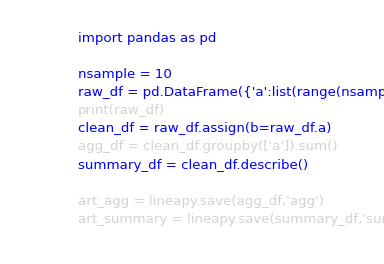 import pandas as pd
nsample = 10
raw_df = pd.DataFrame({'a':list(range(nsamp
print(raw_df)
clean_df = raw_df.assign(b=raw_df.a)
agg_df = clean_df.groupby(['a']).sum()
summary_df = clean_df.describe()
art_agg = lineapy.save(agg_df,'agg')
art_summary = lineapy.save(summary_df,'sum